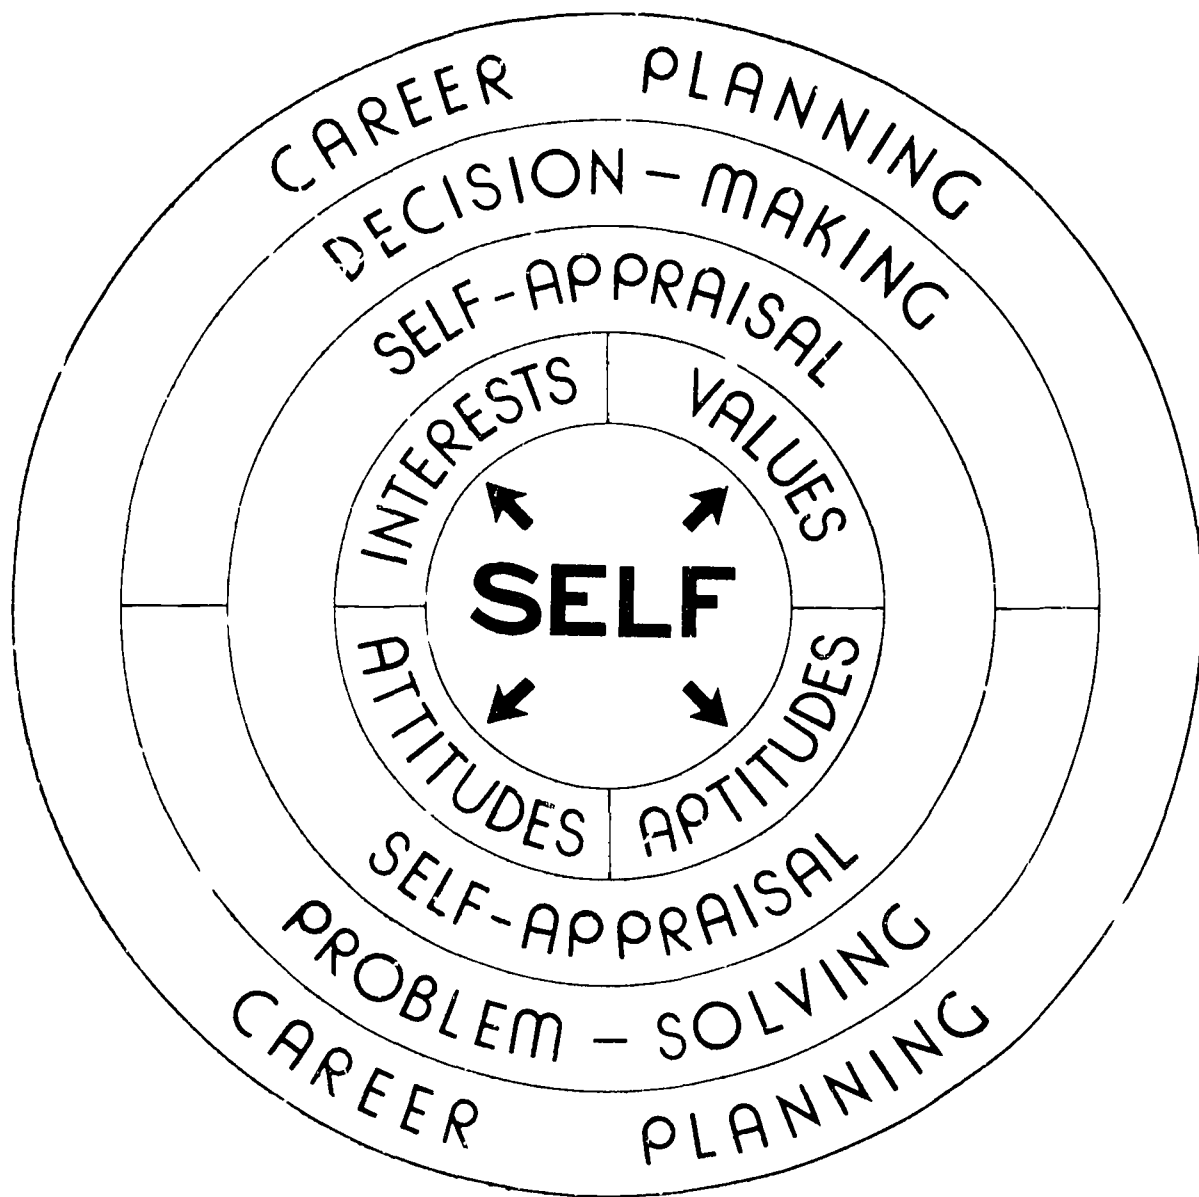 CAREER PLANNING
DECISION – MAKING
SELF-APPRAISAL
INTERESTS
VALUES
SELF
ATTITUDES
APTITUDES
SELF-APPRAISAL
PROBLEM – SOLVING
CAREER PLANNING